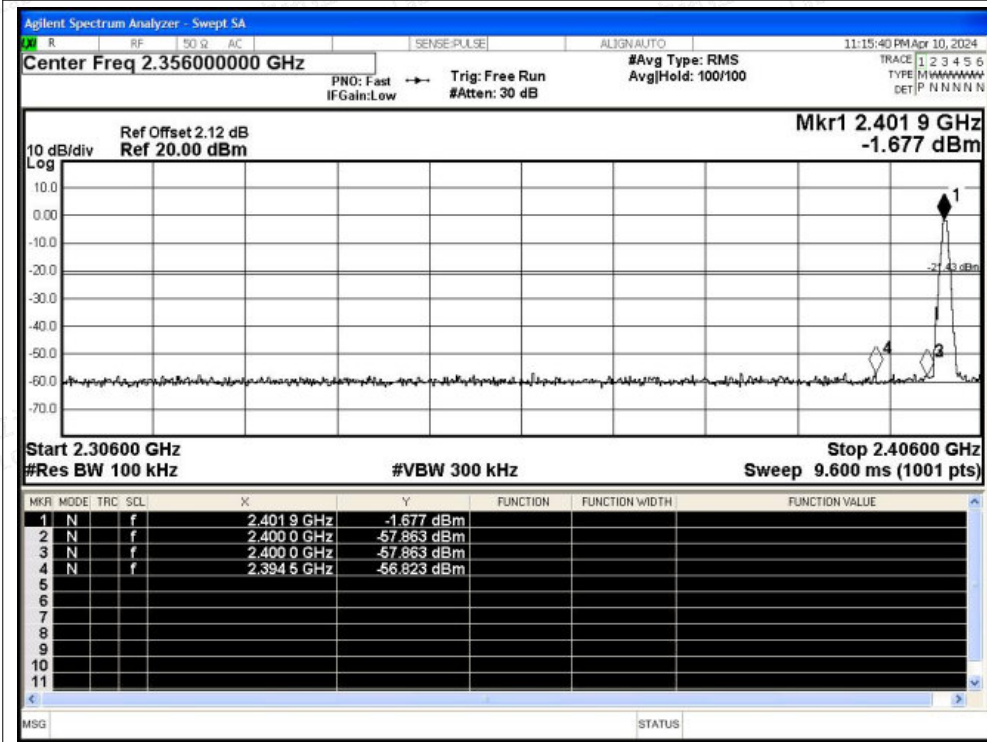 Agilent Spectrum Analyzer - Swept SA
LXI R RF 50 Ω AC SENSE:PULSE ALIGN AUTO 11:15:40 PM Apr 10, 2024
Center Freq 2.356000000 GHz #Avg Type: RMS TRACE 1 2 3 4 5 6
PNO: Fast Trig: Free Run Avg|Hold: 100/100 TYPE M
IFGain:Low #Atten: 30 dB DET P N N N N N
Mkr1 2.401 9 GHz
Ref Offset 2.12 dB
10 dB/div Ref 20.00 dBm -1.677 dBm
Log
10.0
1
0.00
-10.0
-20.0
-21.43 dBm
-30.0
-40.0
-50.0
4
-60.0
-70.0
Start 2.30600 GHz Stop 2.40600 GHz
#Res BW 100 kHz #VBW 300 kHz Sweep 9.600 ms (1001 pts)
MKR MODE TRC SCL X Y FUNCTION FUNCTION WIDTH FUNCTION VALUE
1 N f 2.401 9 GHz -1.677 dBm
2 N f 2.400 0 GHz -57.863 dBm
3 N f 2.400 0 GHz -57.863 dBm
4 N f 2.394 5 GHz -56.823 dBm
5
6
7
8
9
10
11
MSG STATUS